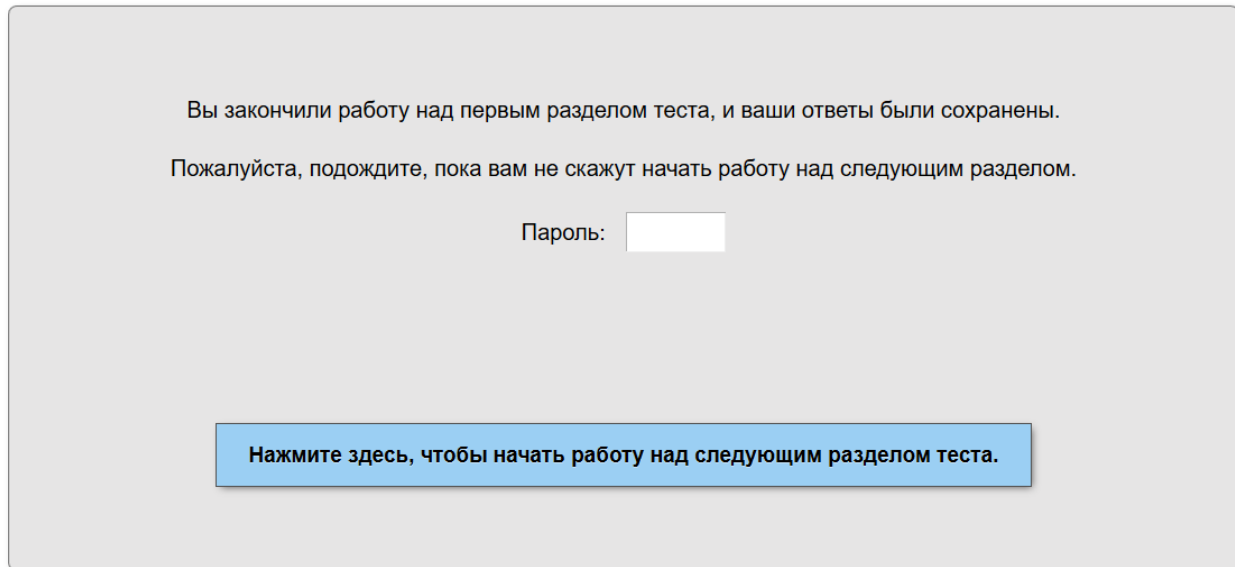 Вы закончили работу над первым разделом теста, и ваши ответы были сохранены.
Пожалуйста, подождите, пока вам не скажут начать работу над следующим разделом.
Пароль:
Нажмите здесь, чтобы начать работу над следующим разделом теста.